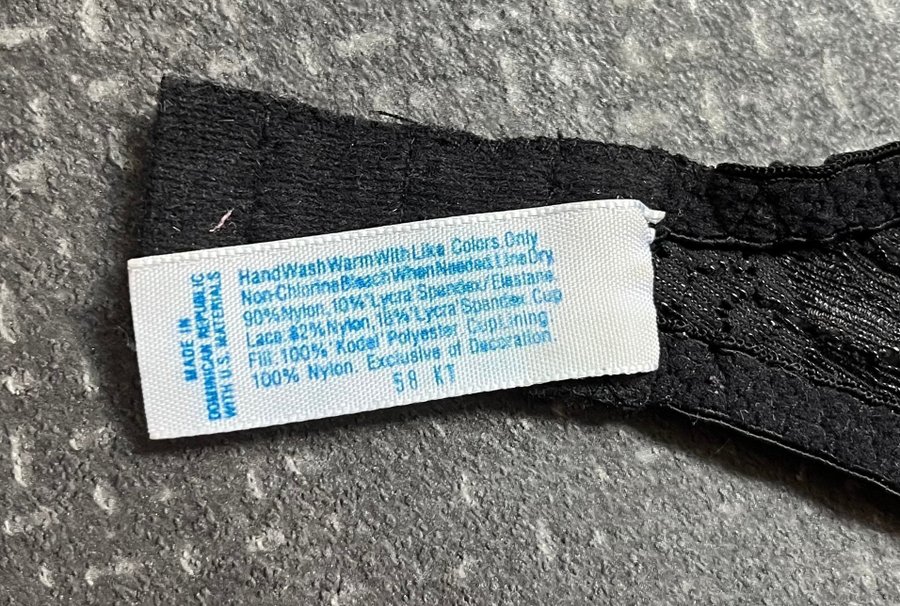 MADE IN
DOMINICAN REPUBLIC
WITH U.S. MATERIALS
Hand Wash Warm With Like Colors. Only
Non-Chlorine Bleach When Needed. Line Dry.
90% Nylon, 10% Lycra Spandex/Elastane.
Lace: 82% Nylon, 18% Lycra Spandex. Cup
Fill: 100% Kodel Polyester. Cup Lining
100% Nylon. Exclusive of Decoration.
58 KT